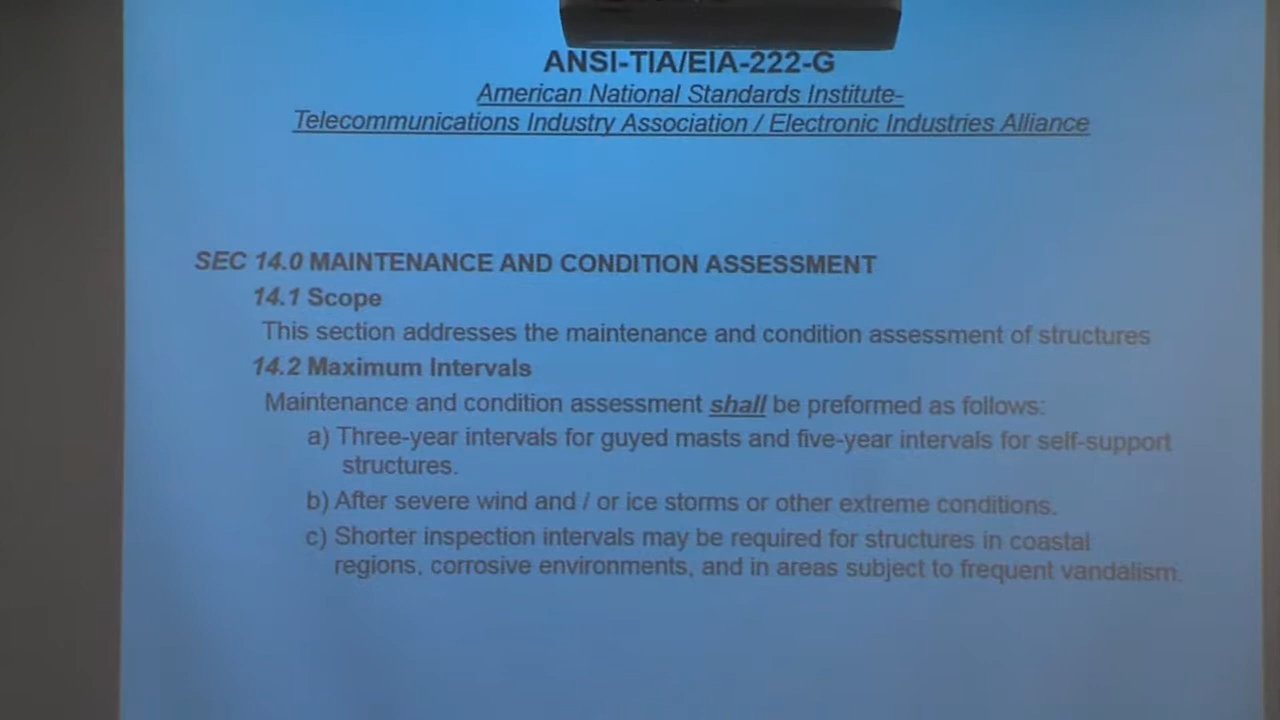 ANSI-TIA/EIA-222-G
American National Standards Institute-
Telecommunications Industry Association / Electronic Industries Alliance
SEC 14.0 MAINTENANCE AND CONDITION ASSESSMENT
14.1 Scope
This section addresses the maintenance and condition assessment of structures
14.2 Maximum Intervals
Maintenance and condition assessment shall be preformed as follows:
a) Three-year intervals for guyed masts and five-year intervals for self-support
structures.
b) After severe wind and / or ice storms or other extreme conditions.
c) Shorter inspection intervals may be required for structures in coastal
regions, corrosive environments, and in areas subject to frequent vandalism.